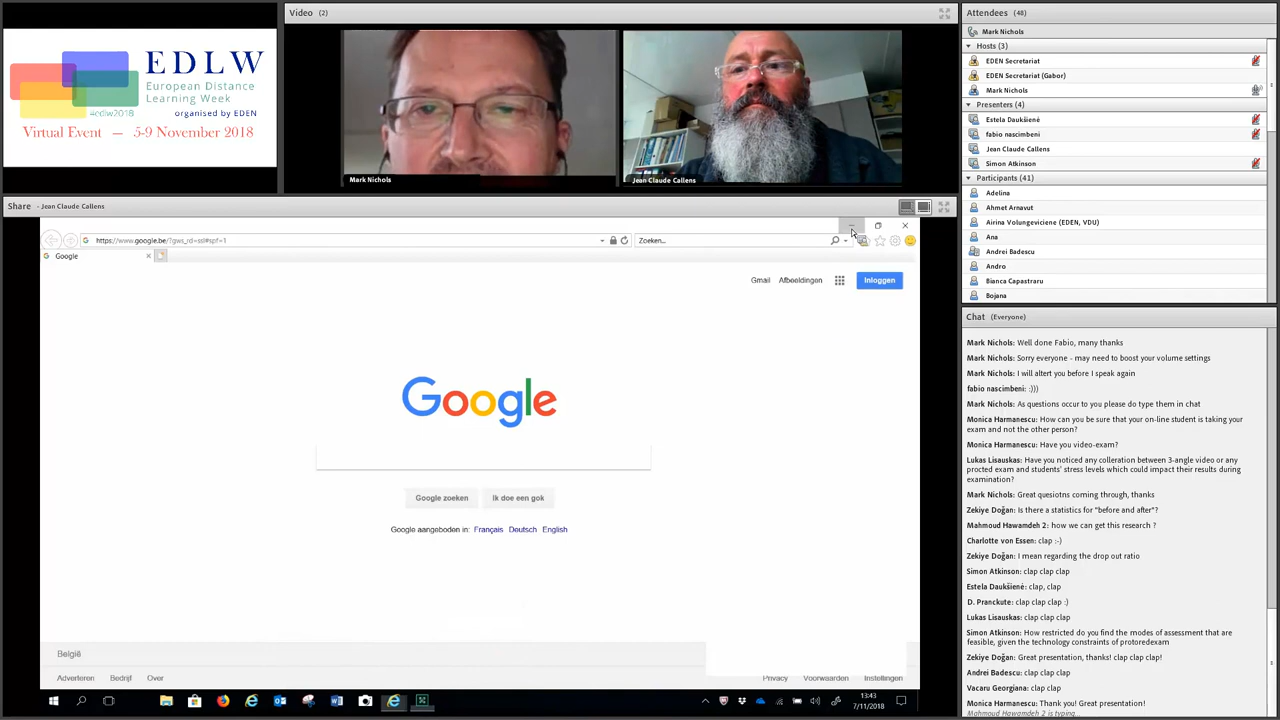 EDLW
European Distance
Learning Week
#edlw2018
organised by EDEN
Virtual Event — 5-9 November 2018
Video (2)
Mark Nichols
Jean Claude Callens
Share - Jean Claude Callens
https://www.google.be/?gws_rd=ssl#spf=1
Zoeken...
Google
Gmail
Afbeeldingen
Inloggen
Google
Google zoeken
Ik doe een gok
Google aangeboden in: Français Deutsch English
België
Adverteren
Bedrijf
Over
Privacy
Voorwaarden
Instellingen
13:43
7/11/2018
Attendees (48)
Mark Nichols
Hosts (3)
EDEN Secretariat
EDEN Secretariat (Gabor)
Mark Nichols
Presenters (4)
Estela Daukšienė
fabio nascimbeni
Jean Claude Callens
Simon Atkinson
Participants (41)
Adelina
Ahmet Arnavut
Airina Volungeviciene (EDEN, VDU)
Ana
Andrei Badescu
Andro
Bianca Capastraru
Bojana
Chat (Everyone)
Mark Nichols: Well done Fabio, many thanks
Mark Nichols: Sorry everyone - may need to boost your volume settings
Mark Nichols: I will altert you before I speak again
fabio nascimbeni: :)))
Mark Nichols: As questions occur to you please do type them in chat
Monica Harmanescu: How can you be sure that your on-line student is taking your
exam and not the other person?
Monica Harmanescu: Have you video-exam?
Lukas Lisauskas: Have you noticed any colleration between 3-angle video or any
procted exam and students' stress levels which could impact their results during
examination?
Mark Nichols: Great quesiotns coming through, thanks
Zekiye Doğan: Is there a statistics for "before and after"?
Mahmoud Hawamdeh 2: how we can get this research ?
Charlotte von Essen: clap :-)
Zekiye Doğan: I mean regarding the drop out ratio
Simon Atkinson: clap clap clap
Estela Daukšienė: clap, clap
D. Pranckute: clap clap clap :)
Lukas Lisauskas: clap clap clap
Simon Atkinson: How restricted do you find the modes of assessment that are
feasible, given the technology constraints of protoredexam
Zekiye Doğan: Great presentation, thanks! clap clap clap!
Andrei Badescu: clap clap clap
Vacaru Georgiana: clap clap
Monica Harmanescu: Thank you! Great presentation!
Mahmoud Hawamdeh 2 is typing...